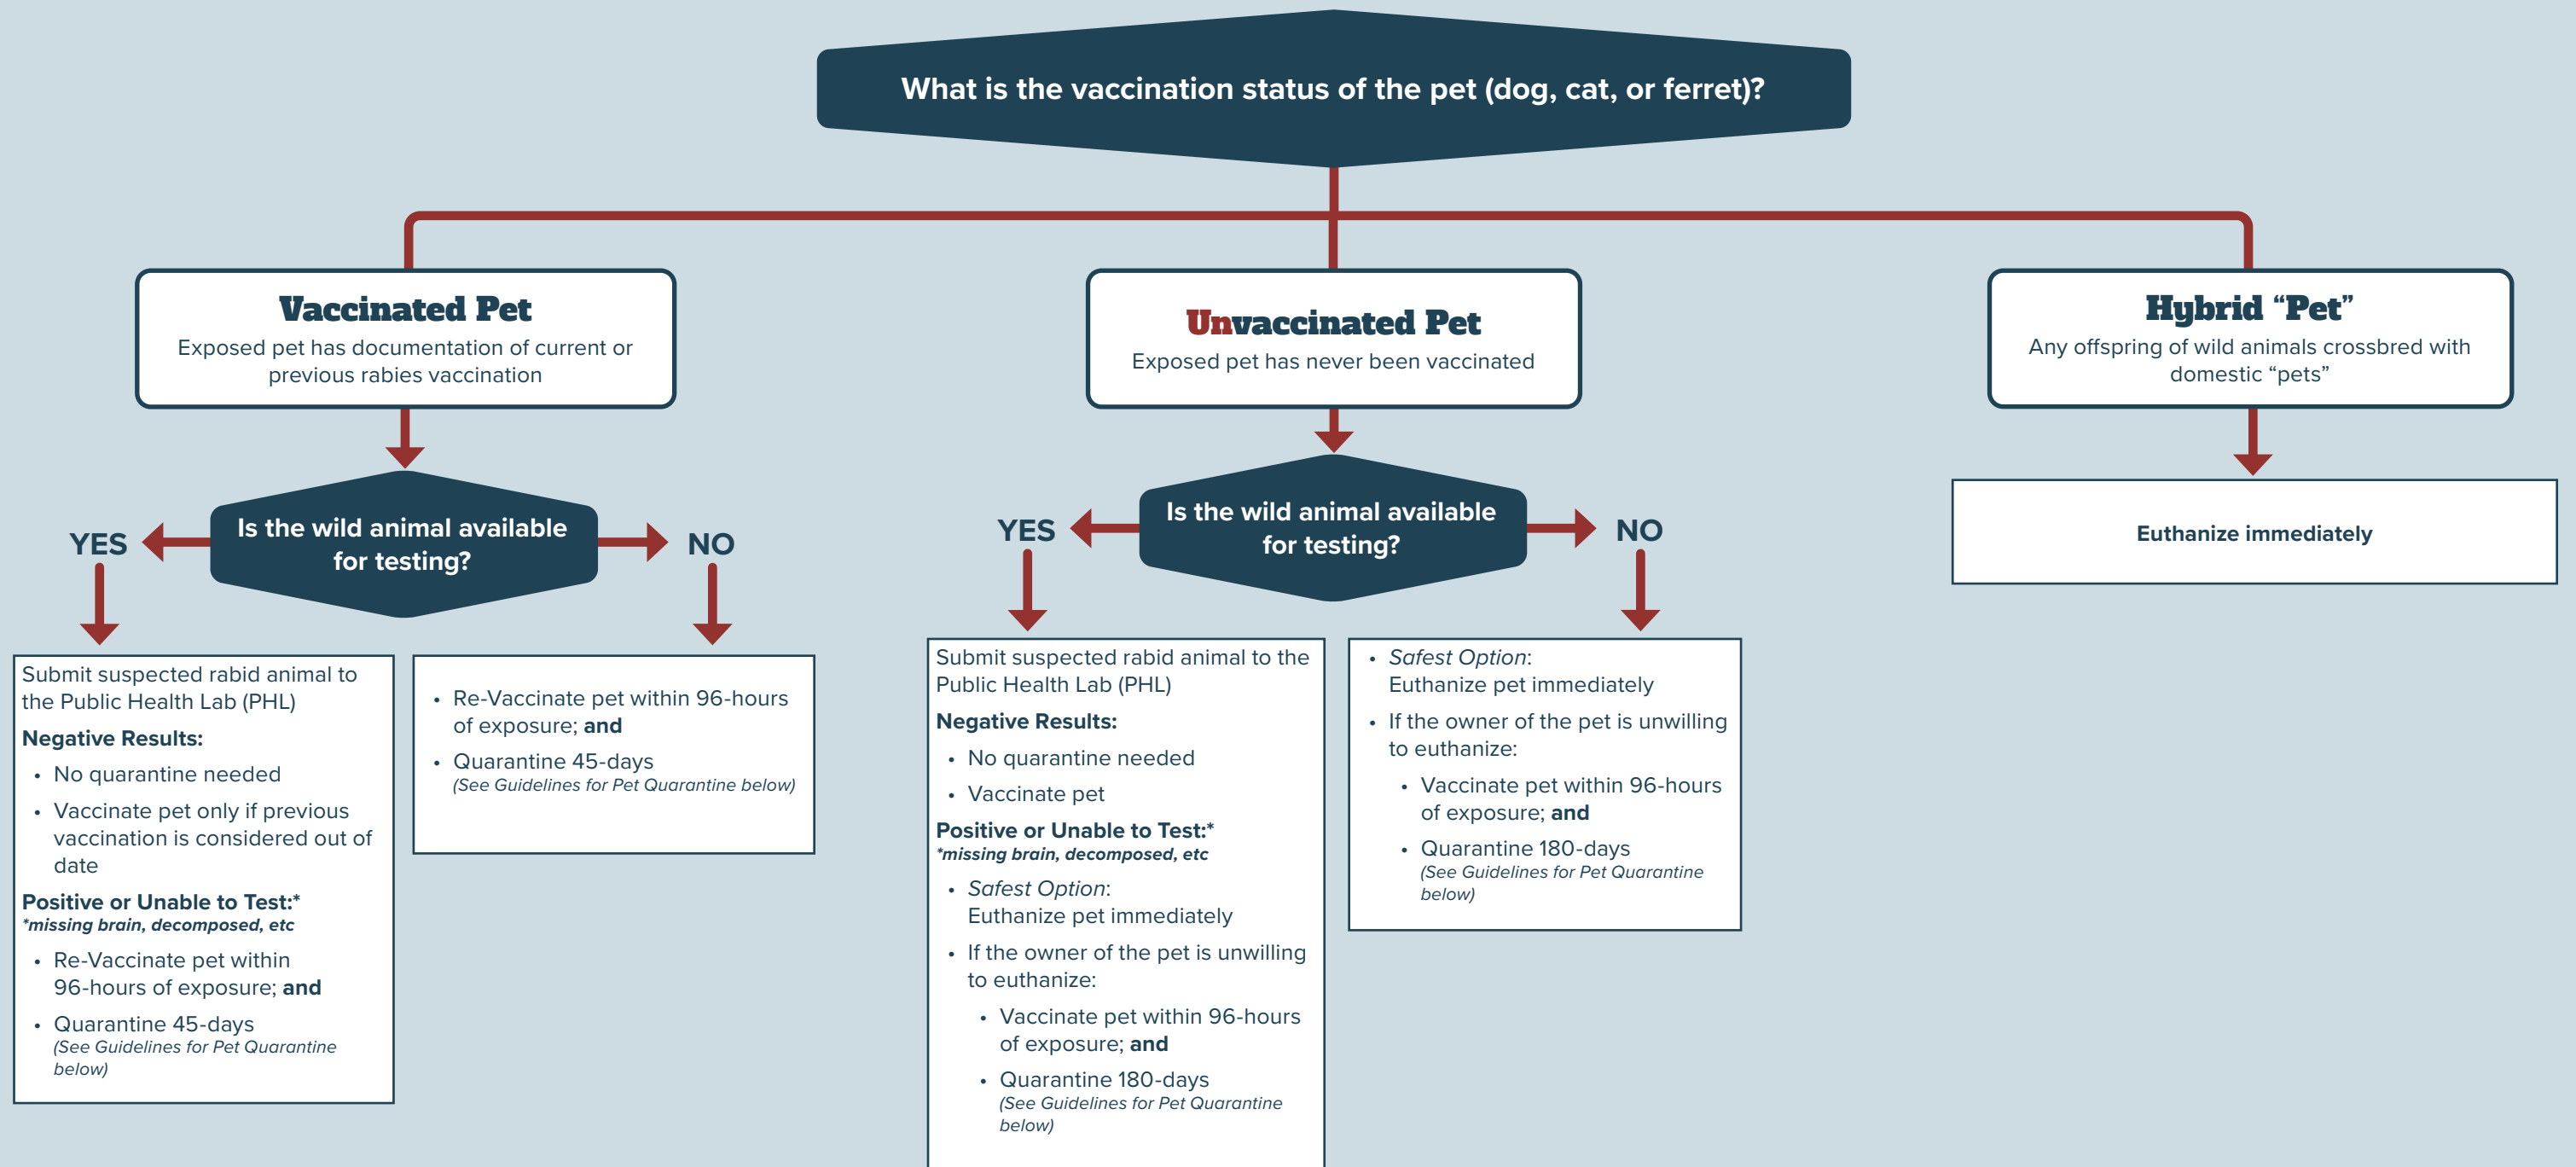 What is the vaccination status of the pet (dog, cat, or ferret)?
Vaccinated Pet
Exposed pet has documentation of current or
previous rabies vaccination
Is the wild animal available
for testing?
YES
NO
Submit suspected rabid animal to
the Public Health Lab (PHL)
Negative Results:
• No quarantine needed
• Vaccinate pet only if previous
vaccination is considered out of
date
Positive or Unable to Test:*
*missing brain, decomposed, etc
• Re-Vaccinate pet within
96-hours of exposure; and
• Quarantine 45-days
(See Guidelines for Pet Quarantine
below)
• Re-Vaccinate pet within 96-hours
of exposure; and
• Quarantine 45-days
(See Guidelines for Pet Quarantine below)
Unvaccinated Pet
Exposed pet has never been vaccinated
Is the wild animal available
for testing?
YES
NO
Submit suspected rabid animal to the
Public Health Lab (PHL)
Negative Results:
• No quarantine needed
• Vaccinate pet
Positive or Unable to Test:*
*missing brain, decomposed, etc
• Safest Option:
Euthanize pet immediately
• If the owner of the pet is unwilling
to euthanize:
• Vaccinate pet within 96-hours
of exposure; and
• Quarantine 180-days
(See Guidelines for Pet Quarantine
below)
• Safest Option:
Euthanize pet immediately
• If the owner of the pet is unwilling
to euthanize:
• Vaccinate pet within 96-hours
of exposure; and
• Quarantine 180-days
(See Guidelines for Pet Quarantine
below)
Hybrid “Pet”
Any offspring of wild animals crossbred with
domestic “pets”
Euthanize immediately